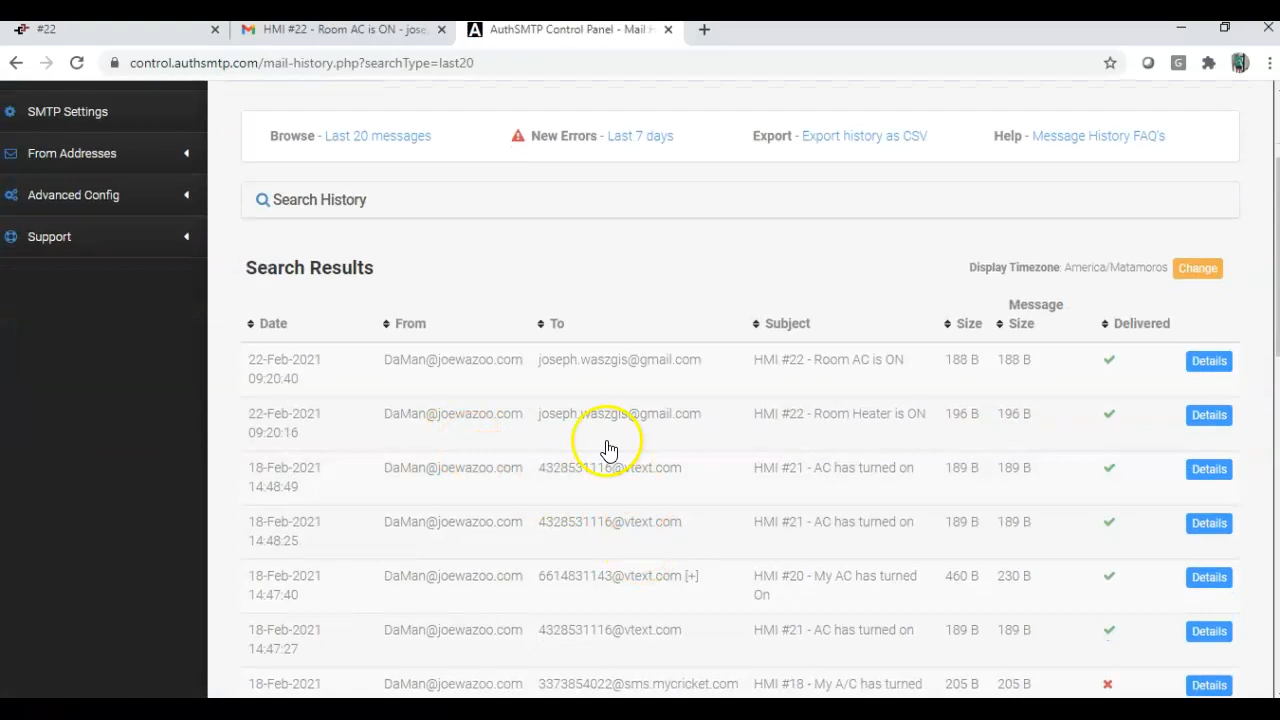 #22
HMI #22 - Room AC is ON - jose
AuthSMTP Control Panel - Mail H
control.authsmtp.com/mail-history.php?searchType=last20
SMTP Settings
From Addresses
Advanced Config
Support
Browse - Last 20 messages
New Errors - Last 7 days
Export - Export history as CSV
Help - Message History FAQ's
Search History
Search Results
Display Timezone: America/Matamoros Change
Date From To Subject Size Message Size Delivered
22-Feb-2021 09:20:40 DaMan@joewazoo.com joseph.waszgis@gmail.com HMI #22 - Room AC is ON 188 B 188 B Details
22-Feb-2021 09:20:16 DaMan@joewazoo.com joseph.waszgis@gmail.com HMI #22 - Room Heater is ON 196 B 196 B Details
18-Feb-2021 14:48:49 DaMan@joewazoo.com 4328531116@vtext.com HMI #21 - AC has turned on 189 B 189 B Details
18-Feb-2021 14:48:25 DaMan@joewazoo.com 4328531116@vtext.com HMI #21 - AC has turned on 189 B 189 B Details
18-Feb-2021 14:47:40 DaMan@joewazoo.com 6614831143@vtext.com [+] HMI #20 - My AC has turned On 460 B 230 B Details
18-Feb-2021 14:47:27 DaMan@joewazoo.com 4328531116@vtext.com HMI #21 - AC has turned on 189 B 189 B Details
18-Feb-2021 DaMan@joewazoo.com 3373854022@sms.mycricket.com HMI #18 - My A/C has turned 205 B 205 B Details